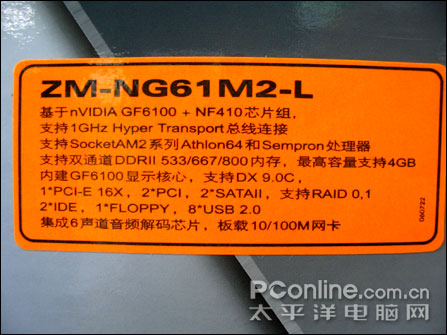 ZM-NG61M2-L
基于nVIDIA GF6100 + NF410芯片组,
支持1GHz Hyper Transport总线连接
支持SocketAM2系列Athlon64和Sempron处理器
支持双通道DDRII 533/667/800内存, 最高容量支持4GB
内建GF6100显示核心, 支持DX 9.0C,
1*PCI-E 16X, 2*PCI, 2*SATAII, 支持RAID 0,1
2*IDE, 1*FLOPPY, 8*USB 2.0
集成6声道音频解码芯片, 板载10/100M网卡
060722
PConline.com.cn
太平洋电脑网